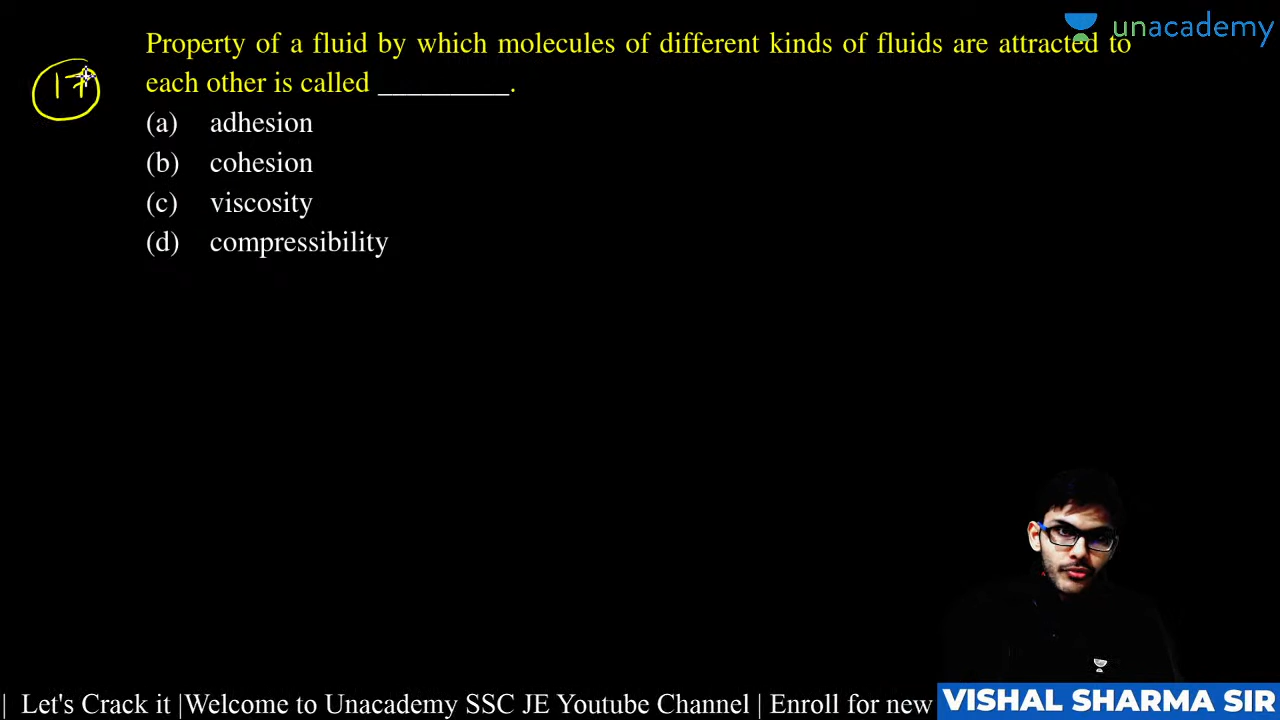 unacademy
Property of a fluid by which molecules of different kinds of fluids are attracted to
each other is called _________.
17
(a) adhesion
(b) cohesion
(c) viscosity
(d) compressibility
| Let's Crack it |Welcome to Unacademy SSC JE Youtube Channel | Enroll for new
VISHAL SHARMA SIR